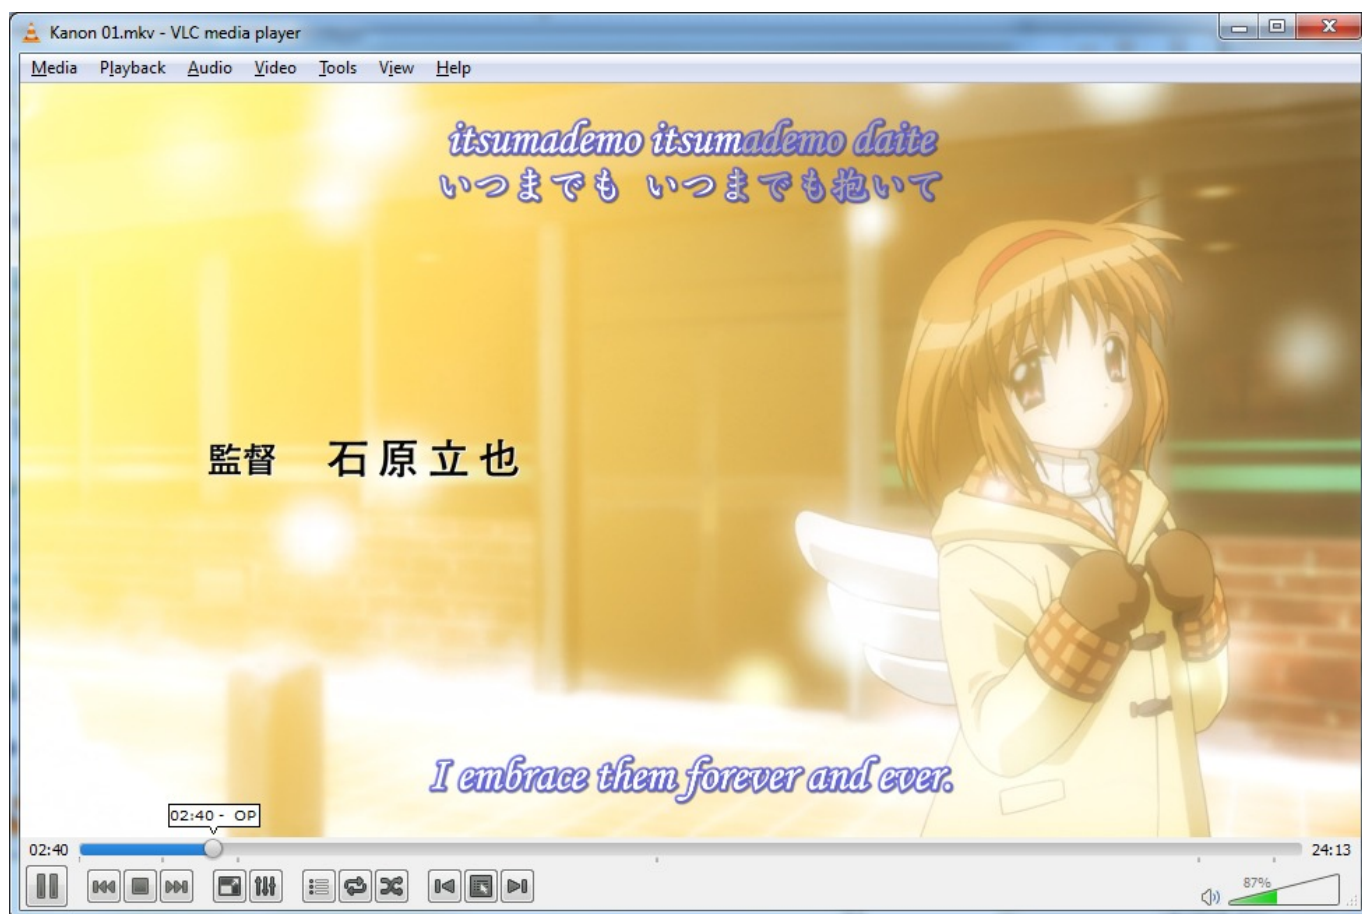 Kanon 01.mkv - VLC media player
Media Playback Audio Video Tools View Help
itsumademo itsumademo daite
いつまでも いつまでも抱いて
監督 石原立也
I embrace them forever and ever.
02:40 - OP
02:40 24:13
87%